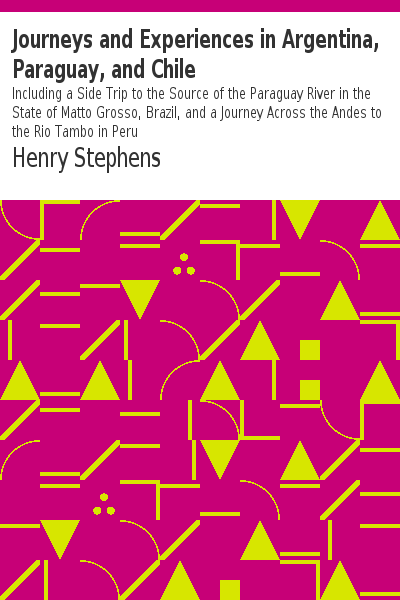 Journeys and Experiences in Argentina,
Paraguay, and Chile
Including a Side Trip to the Source of the Paraguay River in the
State of Matto Grosso, Brazil, and a Journey Across the Andes to
the Rio Tambo in Peru
Henry Stephens